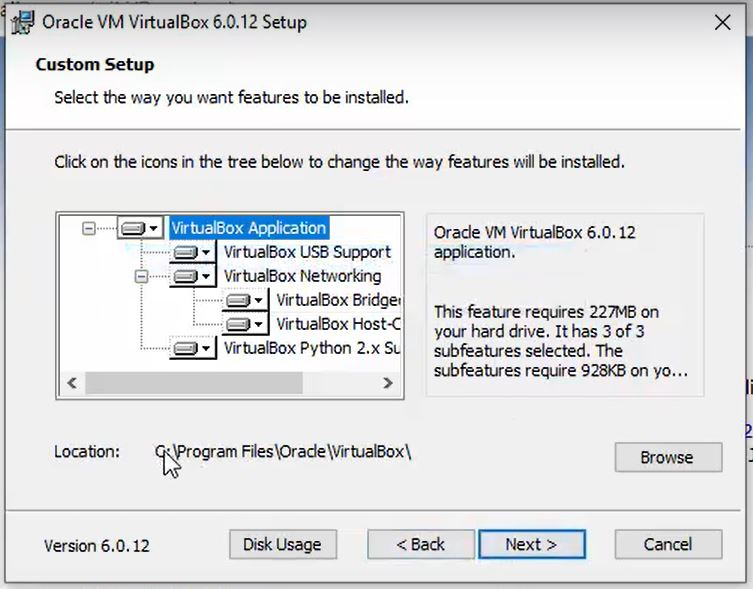 Oracle VM VirtualBox 6.0.12 Setup
Custom Setup
Select the way you want features to be installed.
Click on the icons in the tree below to change the way features will be installed.
VirtualBox Application
VirtualBox USB Support
VirtualBox Networking
VirtualBox Bridge
VirtualBox Host-C
VirtualBox Python 2.x Su
Oracle VM VirtualBox 6.0.12
application.
This feature requires 227MB on
your hard drive. It has 3 of 3
subfeatures selected. The
subfeatures require 928KB on yo...
Location: C:\Program Files\Oracle\VirtualBox\
Browse
Version 6.0.12
Disk Usage
< Back
Next >
Cancel